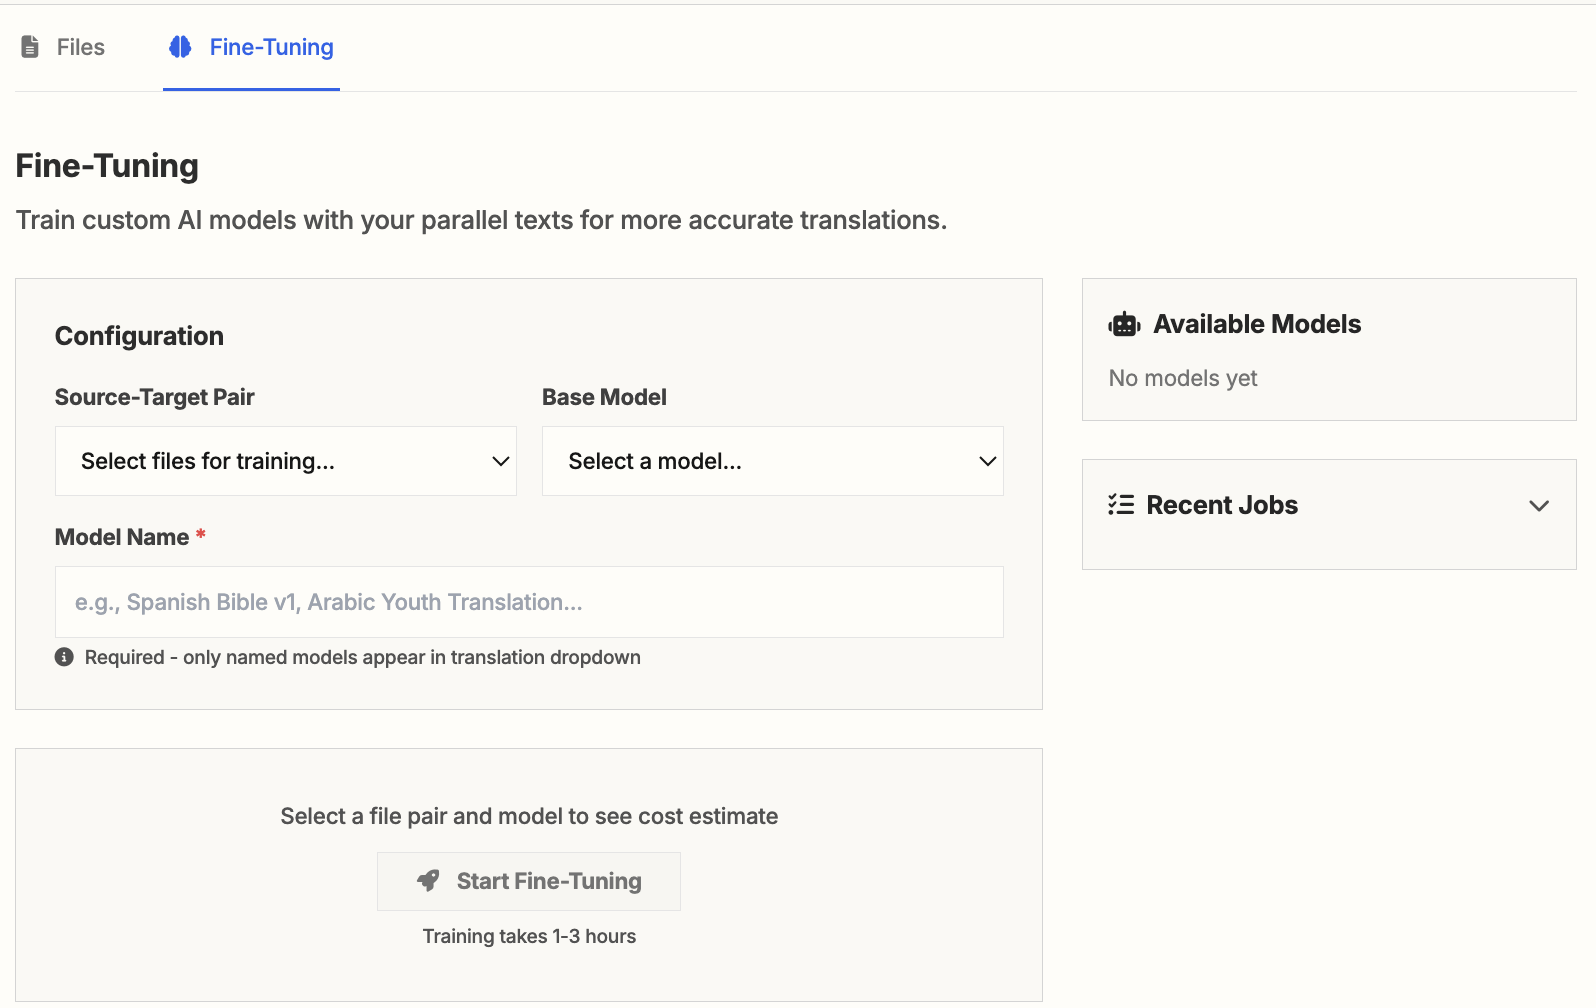 Files
Fine-Tuning
Fine-Tuning
Train custom AI models with your parallel texts for more accurate translations.
Configuration
Source-Target Pair
Base Model
Select files for training...
Select a model...
Model Name *
e.g., Spanish Bible v1, Arabic Youth Translation...
Required - only named models appear in translation dropdown
Select a file pair and model to see cost estimate
Start Fine-Tuning
Training takes 1-3 hours
Available Models
No models yet
Recent Jobs